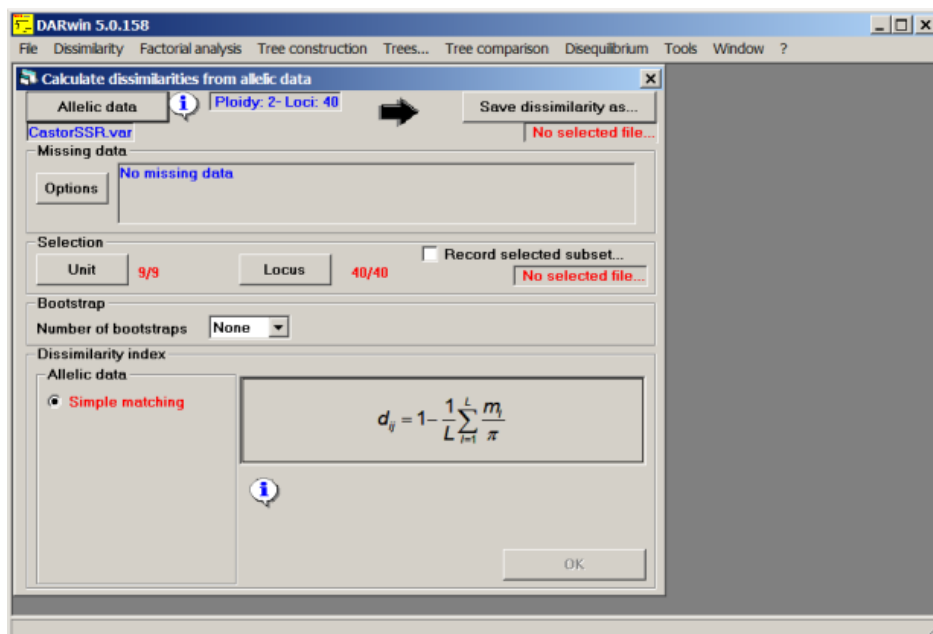 DARwin 5.0.158
File Dissimilarity Factorial analysis Tree construction Trees... Tree comparison Disequilibrium Tools Window ?
Calculate dissimilarities from allelic data
Allelic data
Ploidy: 2- Loci: 40
Save dissimilarity as...
CastorSSR.var
No selected file...
Missing data
Options
No missing data
Selection
Unit
9/9
Locus
40/40
Record selected subset...
No selected file...
Bootstrap
Number of bootstraps
None
Dissimilarity index
Allelic data
Simple matching
d_ij = 1 - 1/L ∑_{l=1}^{L} m_l/π
OK